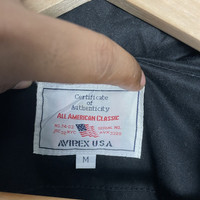 Certificate
of
Authenticity
ALL AMERICAN CLASSIC
AVIREX U.S.A.
M